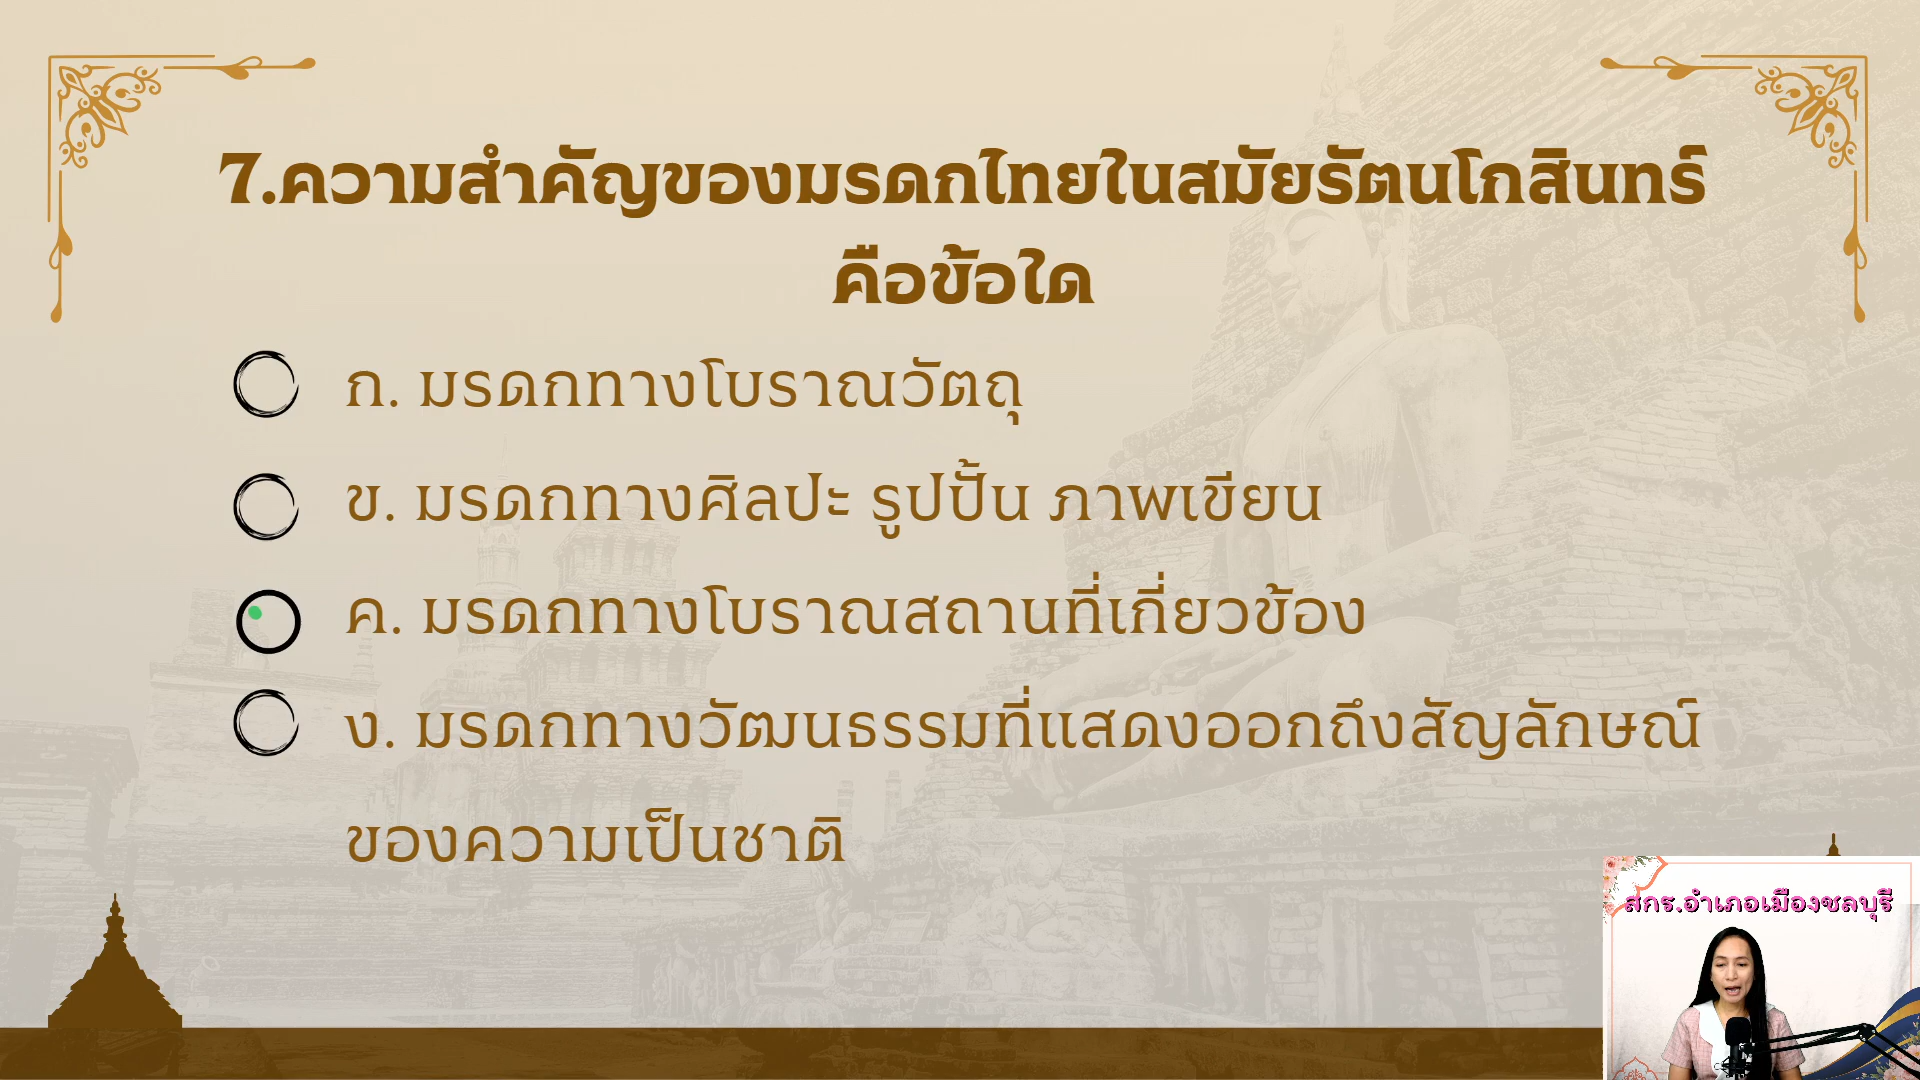 7.ความสำคัญของมรดกไทยในสมัยรัตนโกสินทร์
คือข้อใด
ก. มรดกทางโบราณวัตถุ
ข. มรดกทางศิลปะ รูปปั้น ภาพเขียน
ค. มรดกทางโบราณสถานที่เกี่ยวข้อง
ง. มรดกทางวัฒนธรรมที่แสดงออกถึงสัญลักษณ์
ของความเป็นชาติ
สกร.อำเภอเมืองชลบุรี